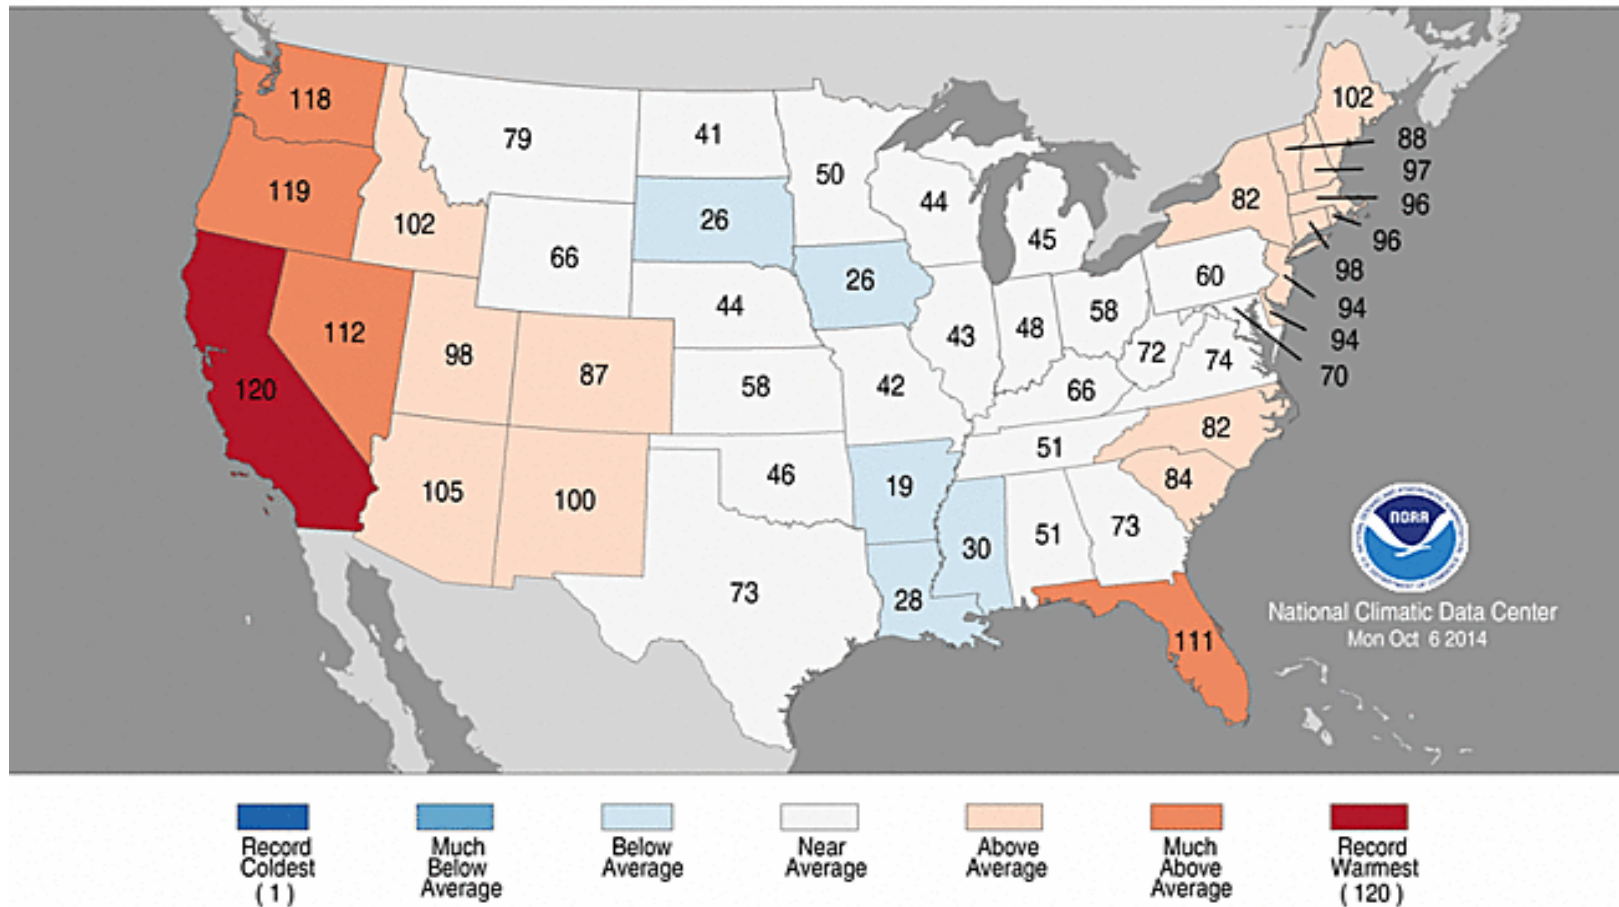 118
119
120
112
102
79
66
98
87
105
100
41
26
44
58
46
73
50
26
42
19
28
44
43
45
48
58
66
51
30
51
73
111
72
74
82
84
60
82
102
88
97
96
96
98
94
94
70
NOAA
National Climatic Data Center
Mon Oct 6 2014
Record
Coldest
( 1 )
Much
Below
Average
Below
Average
Near
Average
Above
Average
Much
Above
Average
Record
Warmest
( 120 )